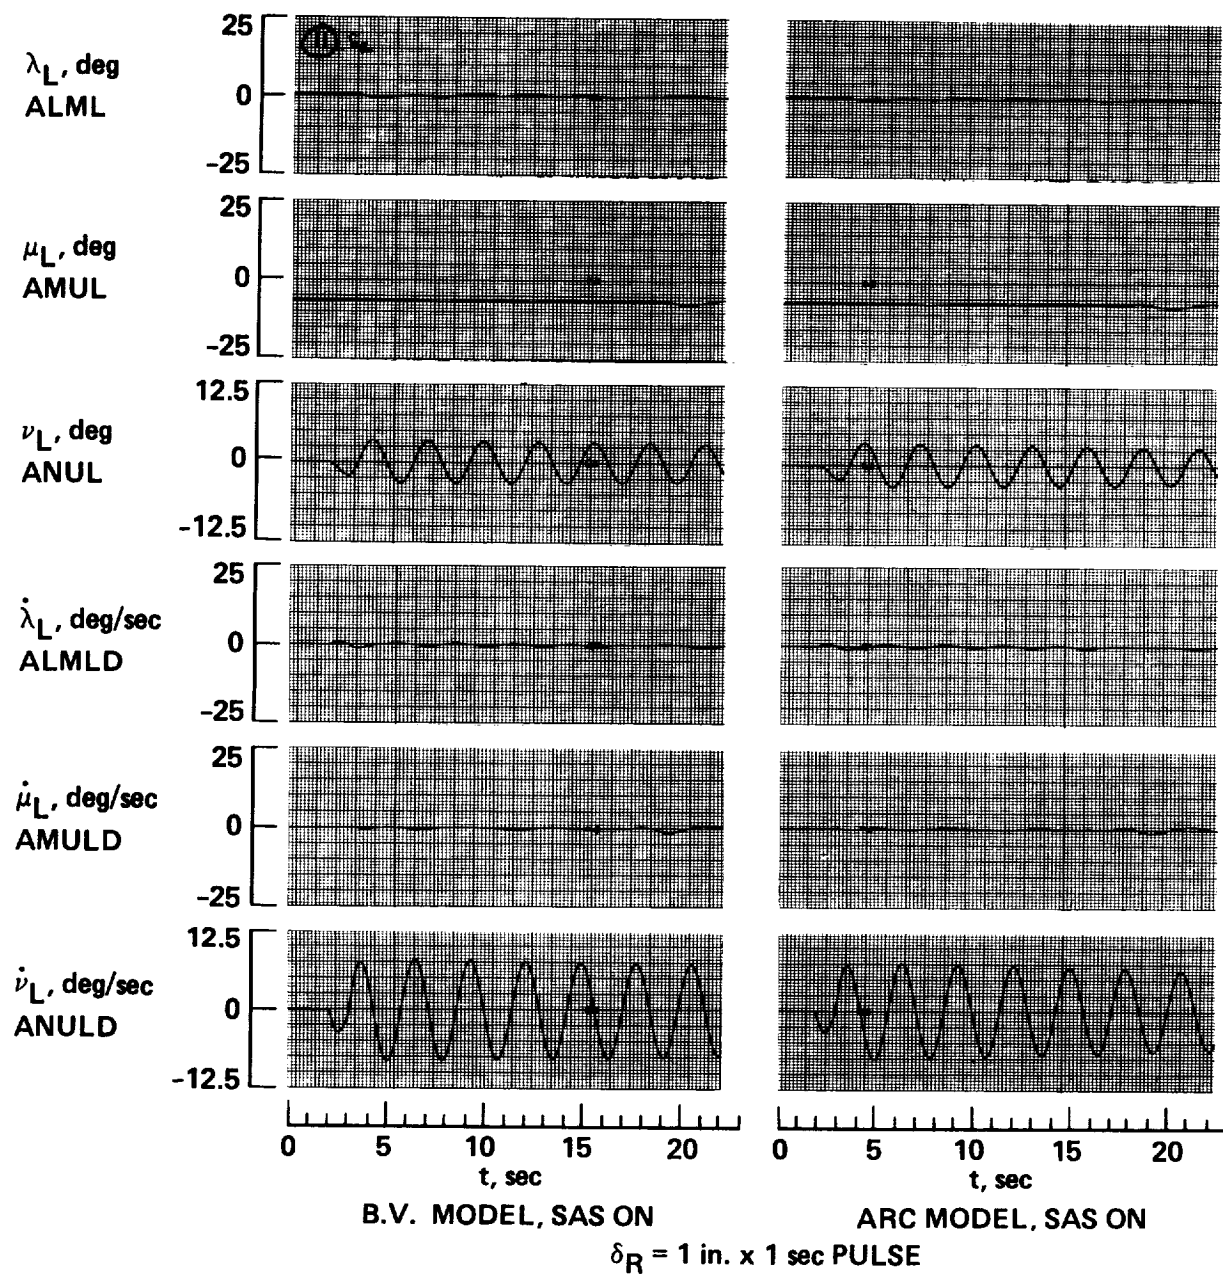 25
λL, deg
0
ALML
-25
25
μL, deg
0
AMUL
-25
12.5
νL, deg
0
ANUL
-12.5
25
λ̇L, deg/sec
0
ALMLD
-25
25
μ̇L, deg/sec
0
AMULD
-25
12.5
ν̇L, deg/sec
0
ANULD
-12.5
0 5 10 15 20 0 5 10 15 20
t, sec t, sec
B.V. MODEL, SAS ON ARC MODEL, SAS ON
δR = 1 in. x 1 sec PULSE